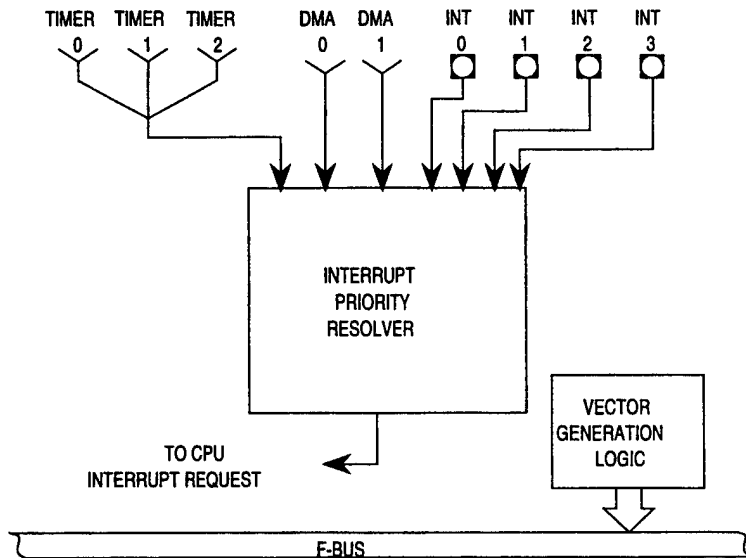 TIMER TIMER TIMER DMA DMA INT INT INT INT
0 1 2 0 1 0 1 2 3
INTERRUPT
PRIORITY
RESOLVER
VECTOR
GENERATION
LOGIC
TO CPU
INTERRUPT REQUEST
F-BUS